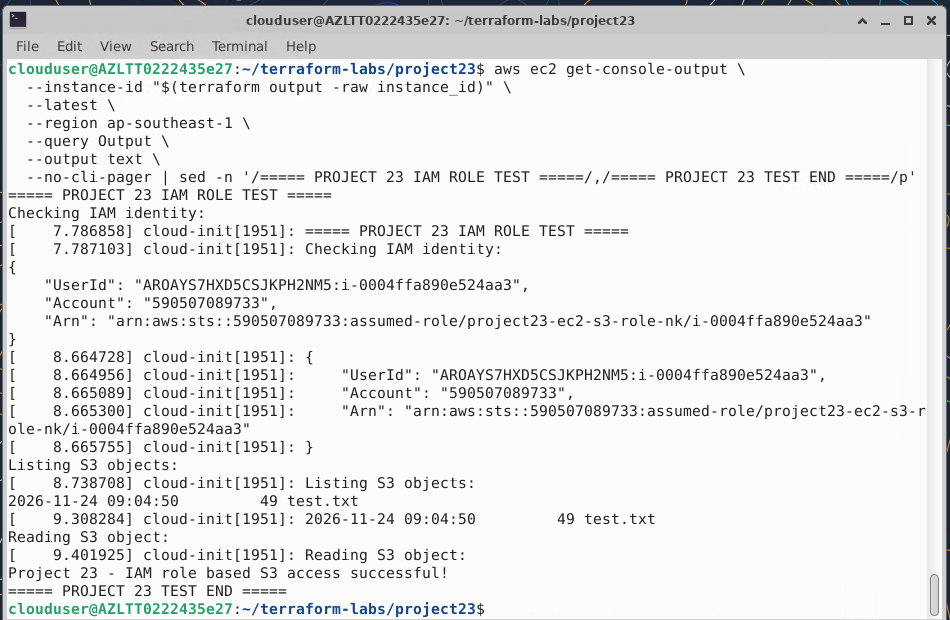 clouduser@AZLTT0222435e27: ~/terraform-labs/project23
File Edit View Search Terminal Help
clouduser@AZLTT0222435e27:~/terraform-labs/project23$ aws ec2 get-console-output \
  --instance-id "$(terraform output -raw instance_id)" \
  --latest \
  --region ap-southeast-1 \
  --query Output \
  --output text \
  --no-cli-pager | sed -n '/===== PROJECT 23 IAM ROLE TEST =====/,/===== PROJECT 23 TEST END =====/p'
===== PROJECT 23 IAM ROLE TEST =====
Checking IAM identity:
[    7.786858] cloud-init[1951]: ===== PROJECT 23 IAM ROLE TEST =====
[    7.787103] cloud-init[1951]: Checking IAM identity:
{
    "UserId": "AROAYS7HXD5CSJKPH2NM5:i-0004ffa890e524aa3",
    "Account": "590507089733",
    "Arn": "arn:aws:sts::590507089733:assumed-role/project23-ec2-s3-role-nk/i-0004ffa890e524aa3"
}
[    8.664728] cloud-init[1951]: {
[    8.664956] cloud-init[1951]:     "UserId": "AROAYS7HXD5CSJKPH2NM5:i-0004ffa890e524aa3",
[    8.665089] cloud-init[1951]:     "Account": "590507089733",
[    8.665300] cloud-init[1951]:     "Arn": "arn:aws:sts::590507089733:assumed-role/project23-ec2-s3-r
ole-nk/i-0004ffa890e524aa3"
[    8.665755] cloud-init[1951]: }
Listing S3 objects:
[    8.738708] cloud-init[1951]: Listing S3 objects:
2026-11-24 09:04:50         49 test.txt
[    9.308284] cloud-init[1951]: 2026-11-24 09:04:50         49 test.txt
Reading S3 object:
[    9.401925] cloud-init[1951]: Reading S3 object:
Project 23 - IAM role based S3 access successful!
===== PROJECT 23 TEST END =====
clouduser@AZLTT0222435e27:~/terraform-labs/project23$